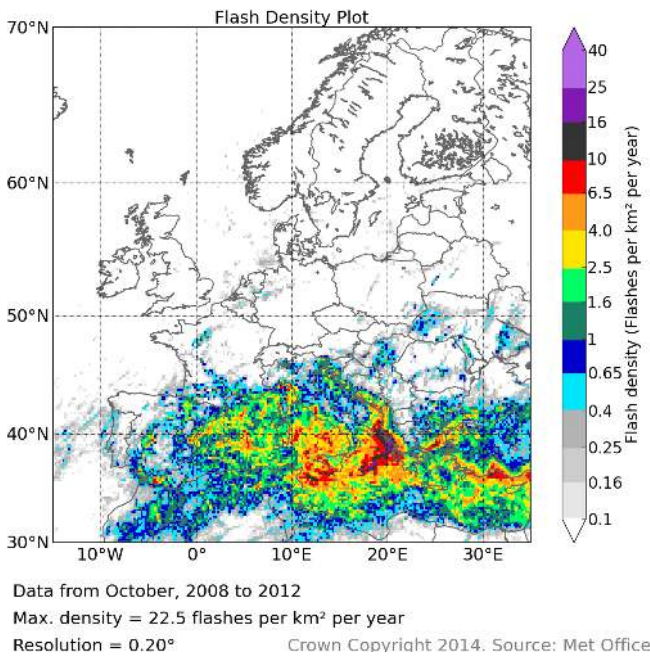 Flash Density Plot
70°N
60°N
50°N
40°N
30°N
10°W
0°
10°E
20°E
30°E
40
25
16
10
6.5
4.0
2.5
1.6
1
0.65
0.4
0.25
0.16
0.1
Flash density (Flashes per km² per year)
Data from October, 2008 to 2012
Max. density = 22.5 flashes per km² per year
Resolution = 0.20°
Crown Copyright 2014. Source: Met Office